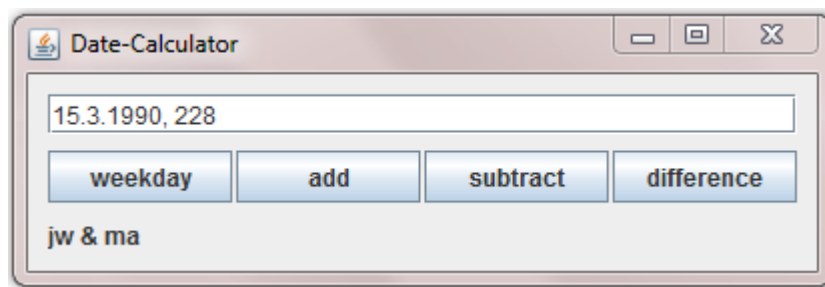 Date-Calculator
15.3.1990, 228
weekday add subtract difference
jw & ma